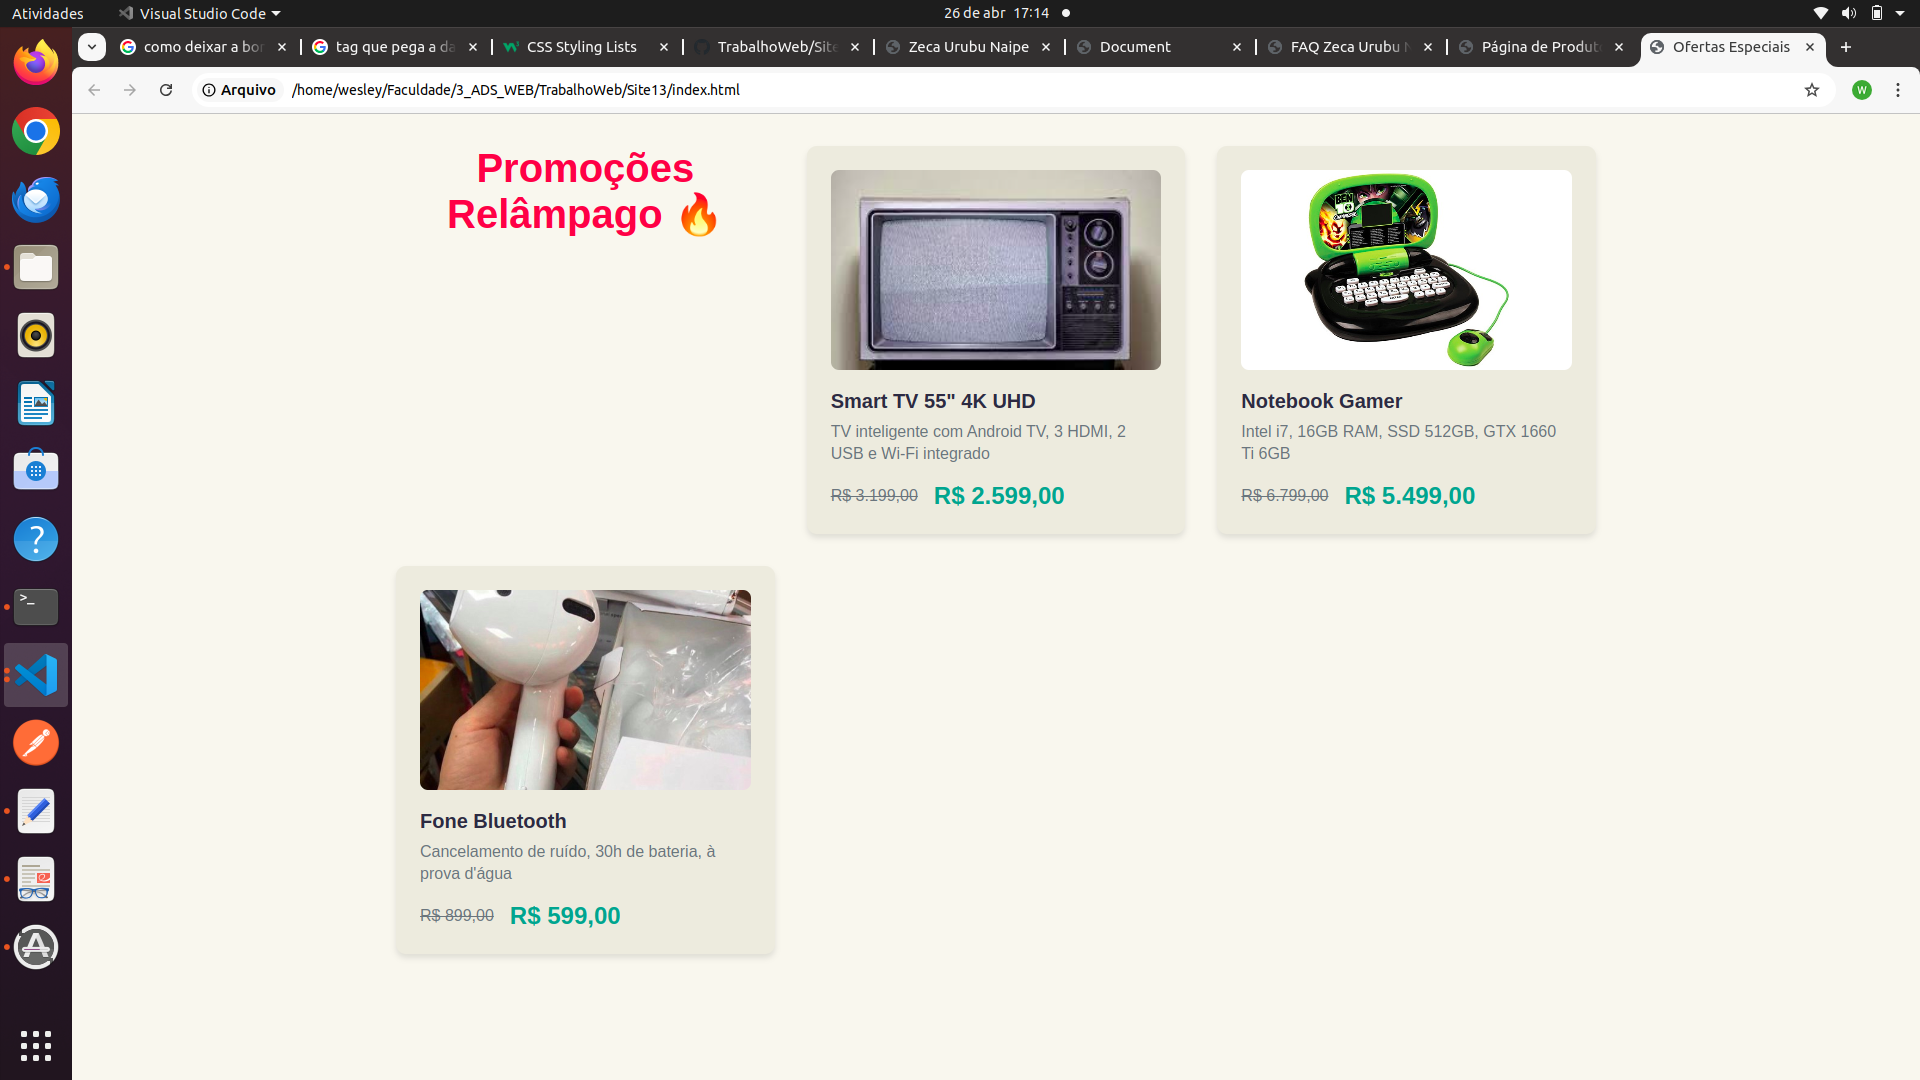 Atividades
Visual Studio Code
26 de abr 17:14
como deixar a bor
tag que pega a da
CSS Styling Lists
TrabalhoWeb/Site
Zeca Urubu Naipe
Document
FAQ Zeca Urubu N
Página de Produt
Ofertas Especiais
Arquivo
/home/wesley/Faculdade/3_ADS_WEB/TrabalhoWeb/Site13/index.html
W
Promoções
Relâmpago 🔥
Smart TV 55" 4K UHD
TV inteligente com Android TV, 3 HDMI, 2
USB e Wi-Fi integrado
R$ 3.199,00 R$ 2.599,00
BEN
10
Notebook Gamer
Intel i7, 16GB RAM, SSD 512GB, GTX 1660
Ti 6GB
R$ 6.799,00 R$ 5.499,00
Fone Bluetooth
Cancelamento de ruído, 30h de bateria, à
prova d'água
R$ 899,00 R$ 599,00